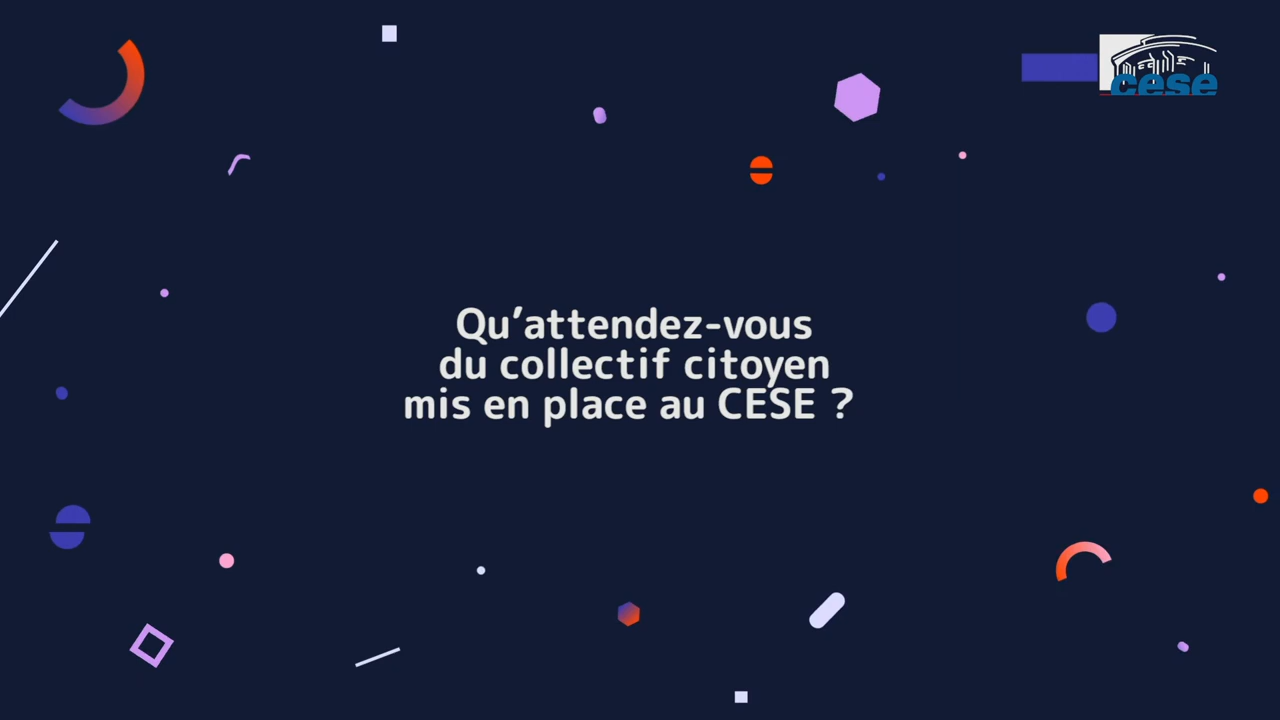 cese
Qu’attendez-vous
du collectif citoyen
mis en place au CESE ?